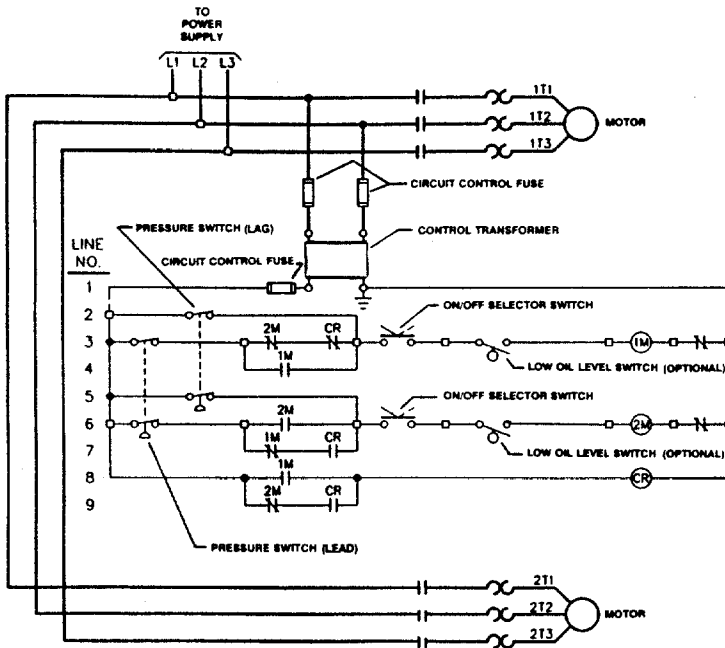 TO
POWER
SUPPLY
L1 L2 L3
1T1
1T2
1T3
MOTOR
CIRCUIT CONTROL FUSE
PRESSURE SWITCH (LAG)
CONTROL TRANSFORMER
LINE
NO.
CIRCUIT CONTROL FUSE
1
ON/OFF SELECTOR SWITCH
2
2M CR
3
1M
1M
LOW OIL LEVEL SWITCH (OPTIONAL)
4
ON/OFF SELECTOR SWITCH
5
2M
6
2M
1M CR
LOW OIL LEVEL SWITCH (OPTIONAL)
7
1M
8
CR
2M CR
9
PRESSURE SWITCH (LEAD)
2T1
2T2
2T3
MOTOR